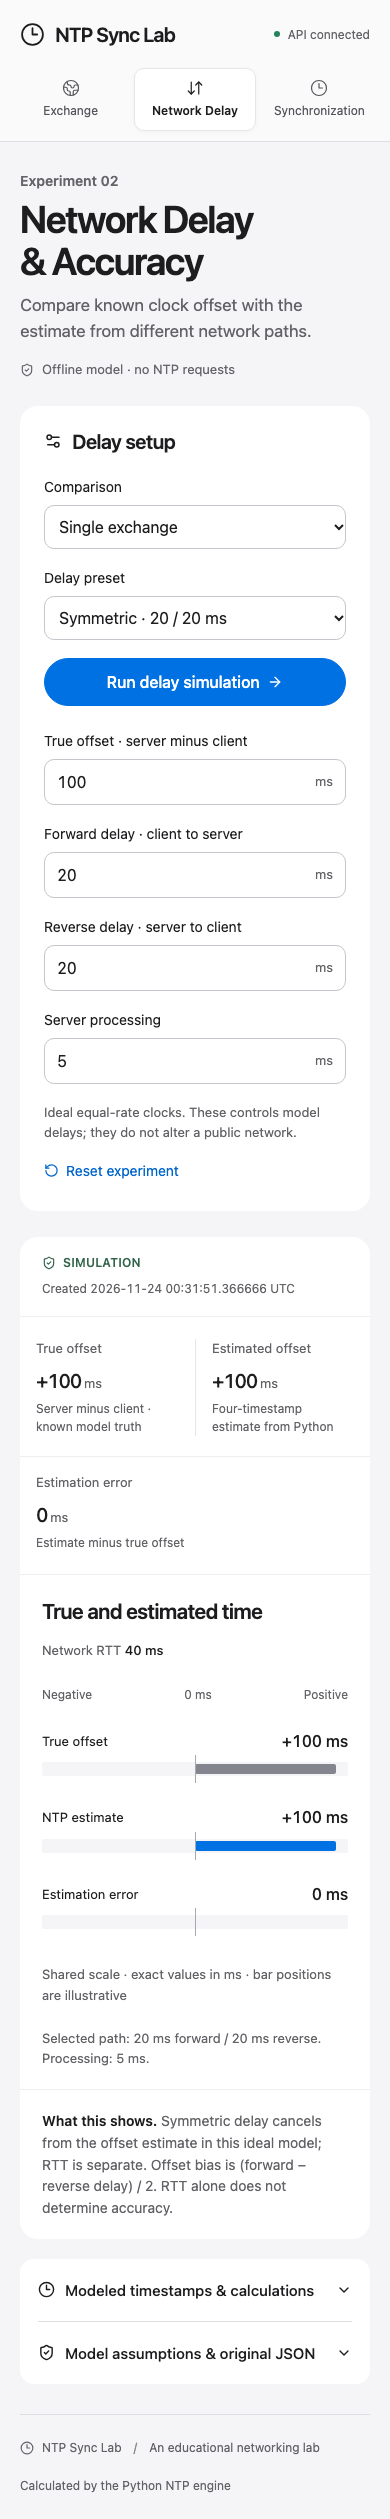 NTP Sync Lab
API connected
Exchange
Network Delay
Synchronization
Experiment 02
Network Delay
& Accuracy
Compare known clock offset with the
estimate from different network paths.
Offline model · no NTP requests
Delay setup
Comparison
Single exchange
Delay preset
Symmetric · 20 / 20 ms
Run delay simulation →
True offset · server minus client
100 ms
Forward delay · client to server
20 ms
Reverse delay · server to client
20 ms
Server processing
5 ms
Ideal equal-rate clocks. These controls model
delays; they do not alter a public network.
Reset experiment
SIMULATION
Created 2026-11-24 00:31:51.366666 UTC
True offset
+100 ms
Server minus client ·
known model truth
Estimated offset
+100 ms
Four-timestamp
estimate from Python
Estimation error
0 ms
Estimate minus true offset
True and estimated time
Network RTT 40 ms
Negative 0 ms Positive
True offset +100 ms
NTP estimate +100 ms
Estimation error 0 ms
Shared scale · exact values in ms · bar positions
are illustrative
Selected path: 20 ms forward / 20 ms reverse.
Processing: 5 ms.
What this shows. Symmetric delay cancels
from the offset estimate in this ideal model;
RTT is separate. Offset bias is (forward −
reverse delay) / 2. RTT alone does not
determine accuracy.
Modeled timestamps & calculations
Model assumptions & original JSON
NTP Sync Lab / An educational networking lab
Calculated by the Python NTP engine